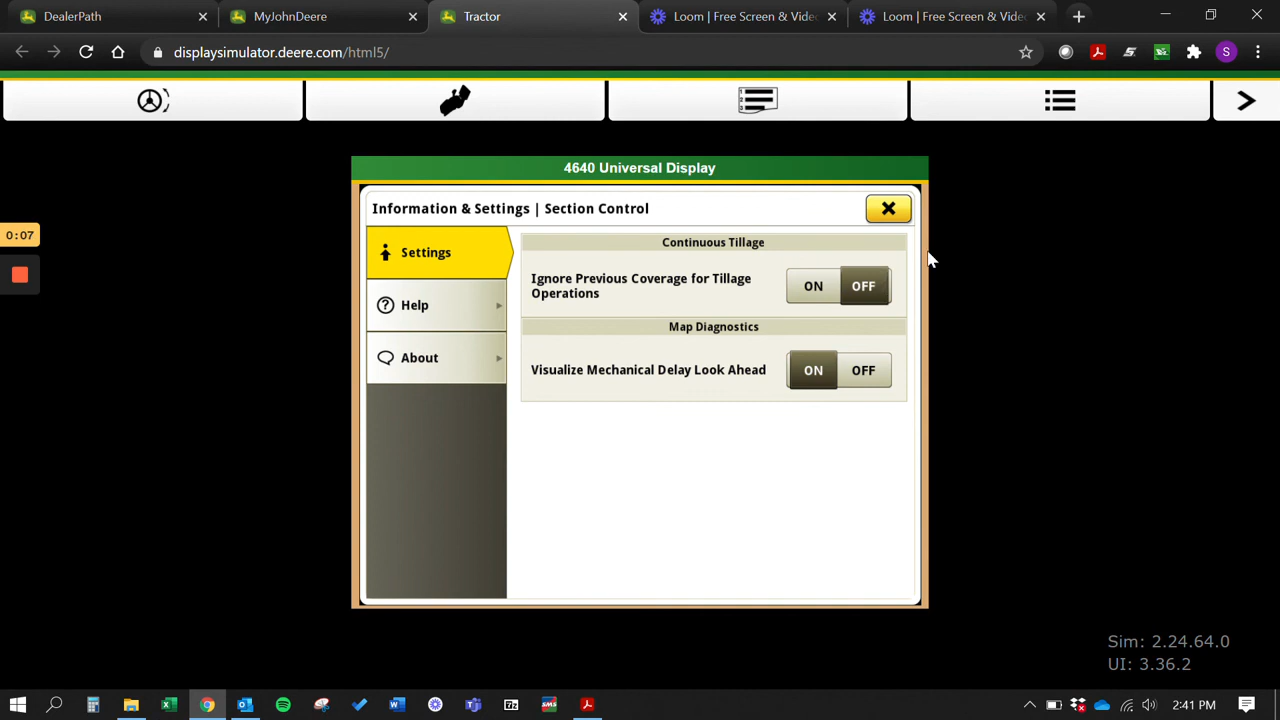 DealerPath
MyJohnDeere
Tractor
Loom | Free Screen & Vide
Loom | Free Screen & Vide
displaysimulator.deere.com/html5/
S
4640 Universal Display
Information & Settings | Section Control
0:07
Settings
Continuous Tillage
Ignore Previous Coverage for Tillage
Operations
ON OFF
Help
Map Diagnostics
About
Visualize Mechanical Delay Look Ahead
ON OFF
Sim: 2.24.64.0
UI: 3.36.2
2:41 PM